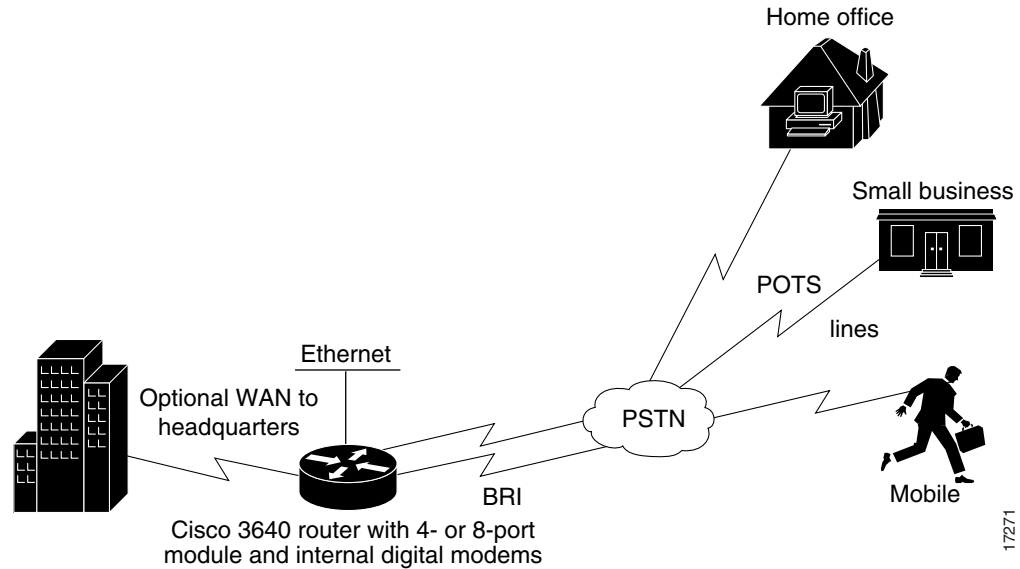 Home office
Small business
POTS
lines
Ethernet
Optional WAN to
headquarters
PSTN
BRI
Mobile
Cisco 3640 router with 4- or 8-port
module and internal digital modems
17271